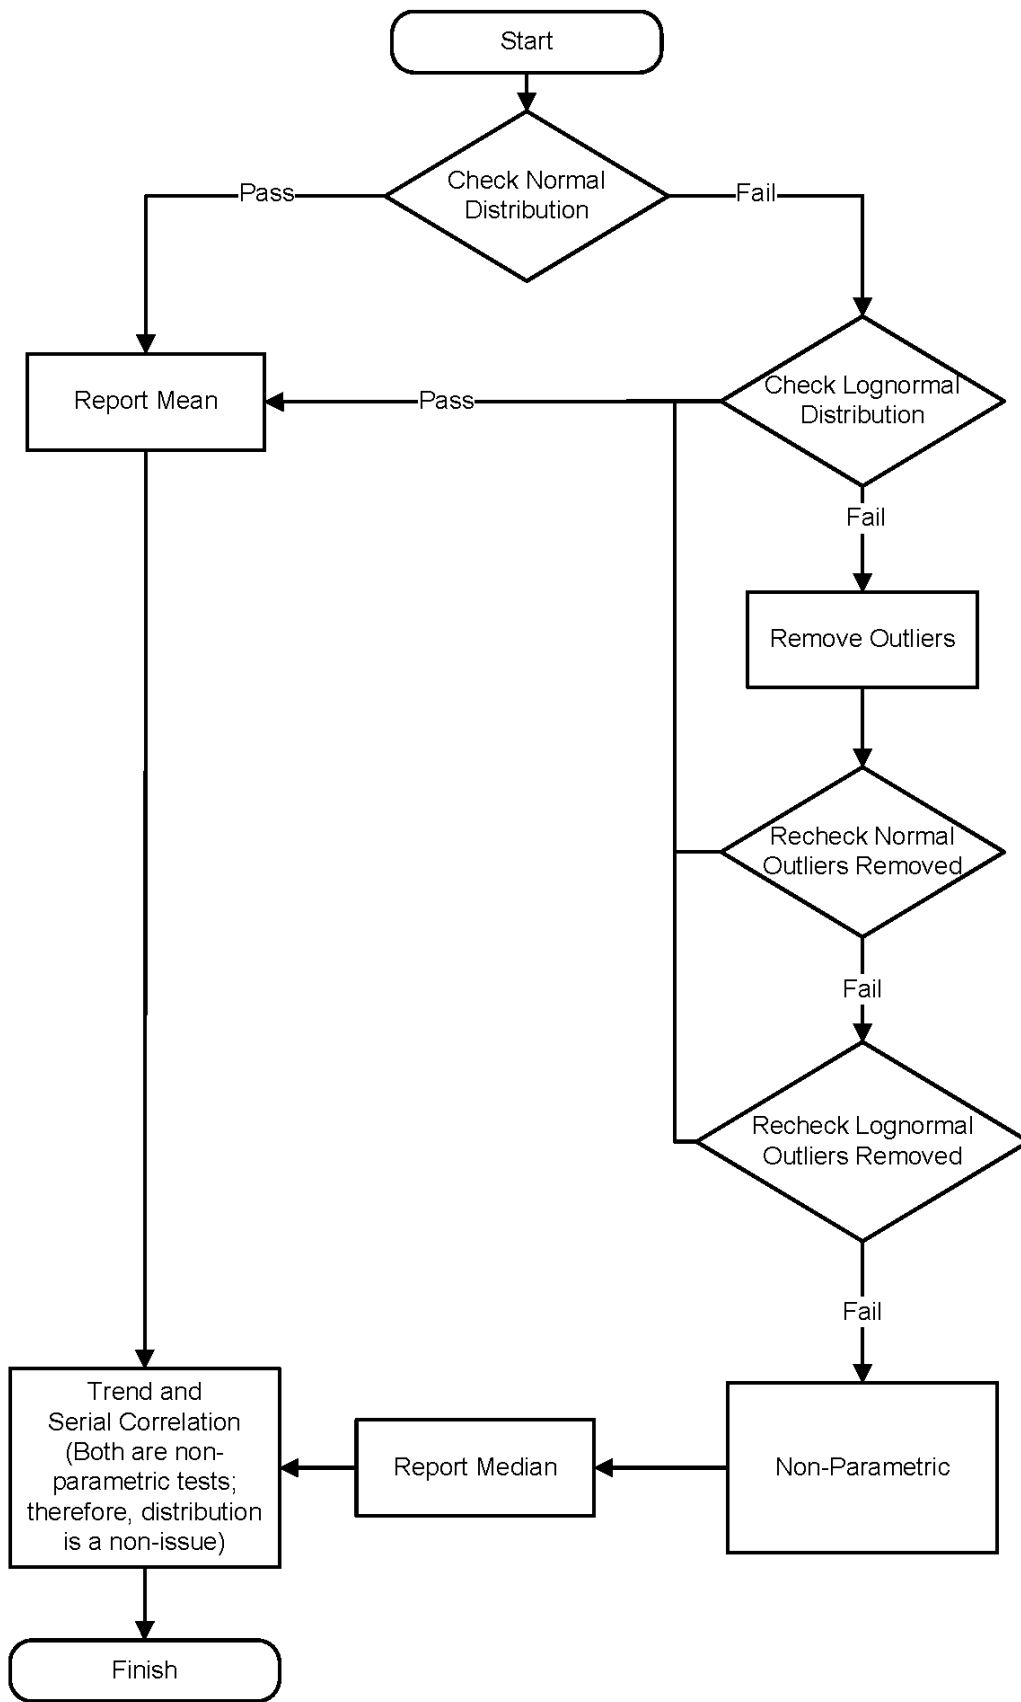 Start
Check Normal
Distribution
Pass
Fail
Report Mean
Pass
Check Lognormal
Distribution
Fail
Remove Outliers
Recheck Normal
Outliers Removed
Fail
Recheck Lognormal
Outliers Removed
Fail
Trend and
Serial Correlation
(Both are non-
parametric tests;
therefore, distribution
is a non-issue)
Report Median
Non-Parametric
Finish